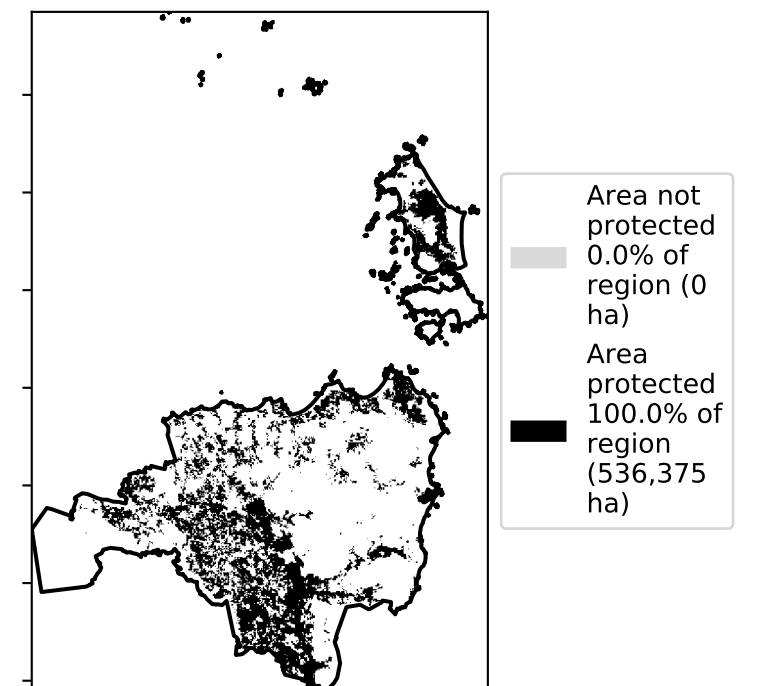 Area not
protected
0.0% of
region (0
ha)
Area
protected
100.0% of
region
(536,375
ha)